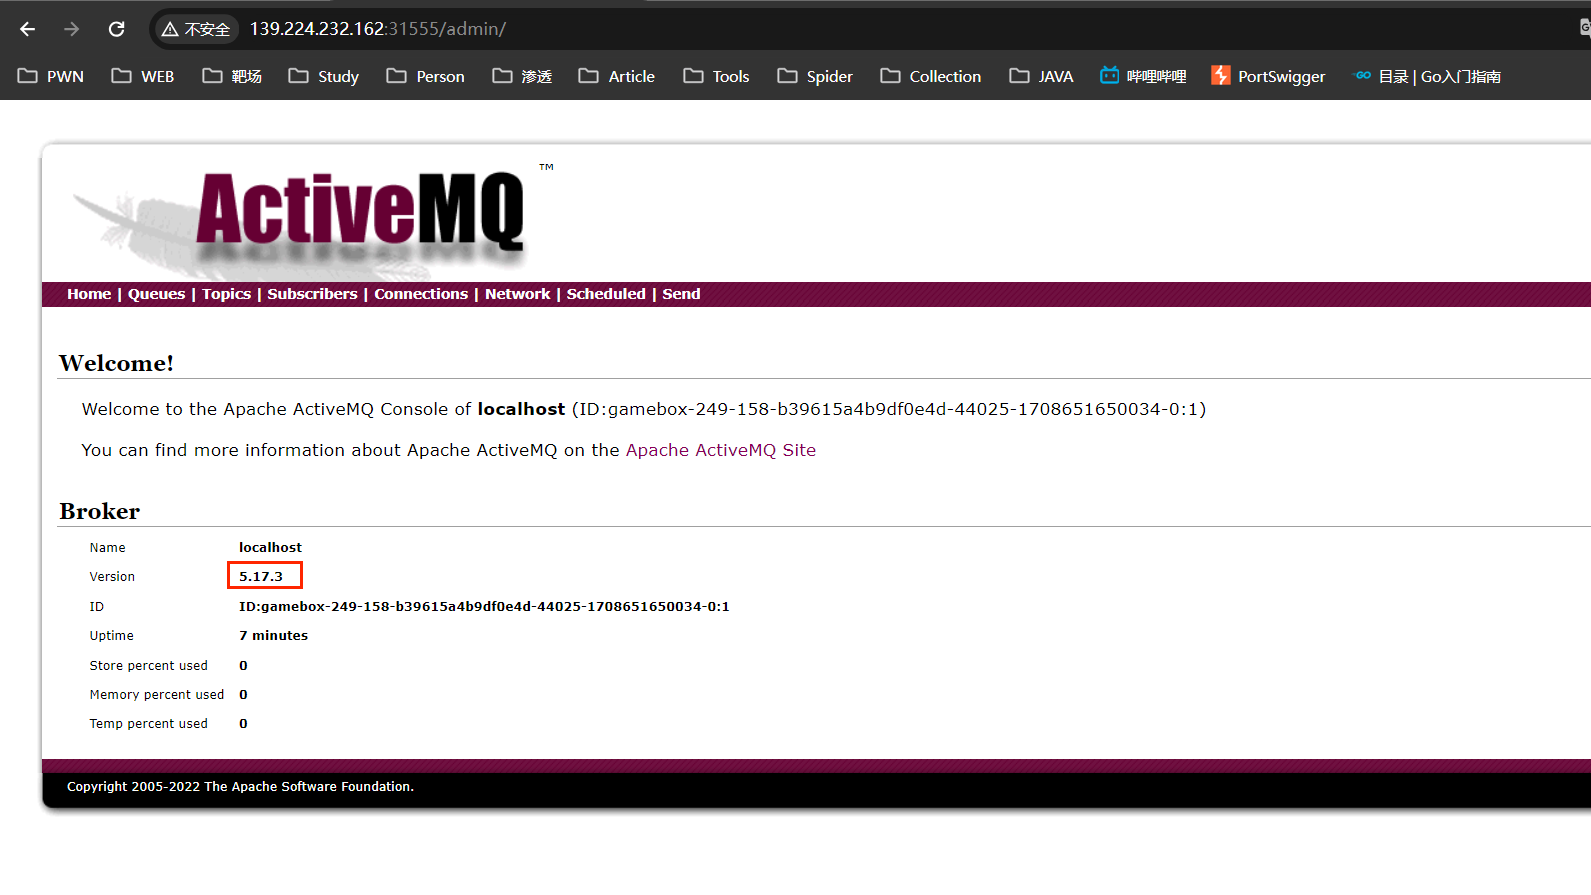 不安全 139.224.232.162:31555/admin/
PWN WEB 靶场 Study Person 渗透 Article Tools Spider Collection JAVA 哔哩哔哩 PortSwigger GO 目录 | Go入门指南
ActiveMQ ™
Home | Queues | Topics | Subscribers | Connections | Network | Scheduled | Send
Welcome!
Welcome to the Apache ActiveMQ Console of localhost (ID:gamebox-249-158-b39615a4b9df0e4d-44025-1708651650034-0:1)
You can find more information about Apache ActiveMQ on the Apache ActiveMQ Site
Broker
Name localhost
Version 5.17.3
ID ID:gamebox-249-158-b39615a4b9df0e4d-44025-1708651650034-0:1
Uptime 7 minutes
Store percent used 0
Memory percent used 0
Temp percent used 0
Copyright 2005-2022 The Apache Software Foundation.